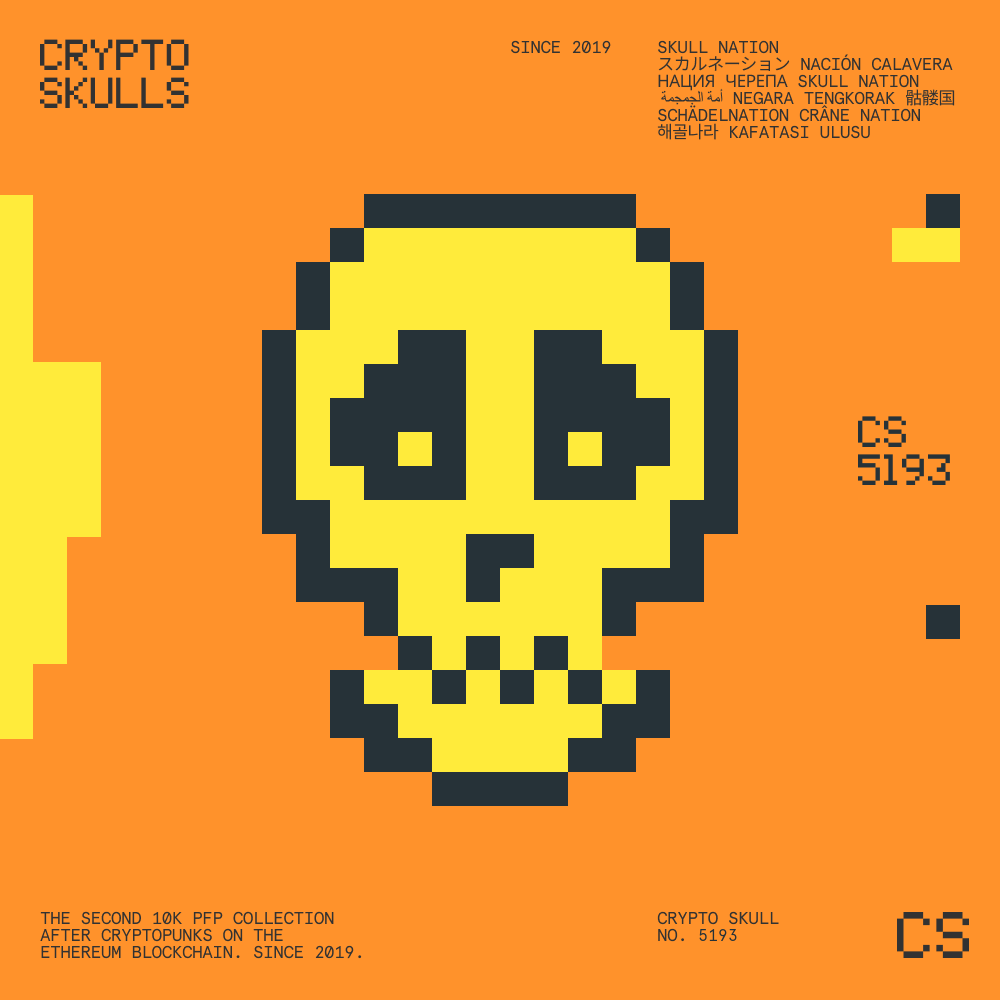 CRYPTO
SKULLS
SINCE 2019
SKULL NATION
スカルネーション NACIÓN CALAVERA
НАЦИЯ ЧЕРЕПА SKULL NATION
أمة الجمجمة NEGARA TENGKORAK 骷髅国
SCHÄDELNATION CRÂNE NATION
해골나라 KAFATASI ULUSU
CS
5193
THE SECOND 10K PFP COLLECTION
AFTER CRYPTOPUNKS ON THE
ETHEREUM BLOCKCHAIN. SINCE 2019.
CRYPTO SKULL
NO. 5193
CS